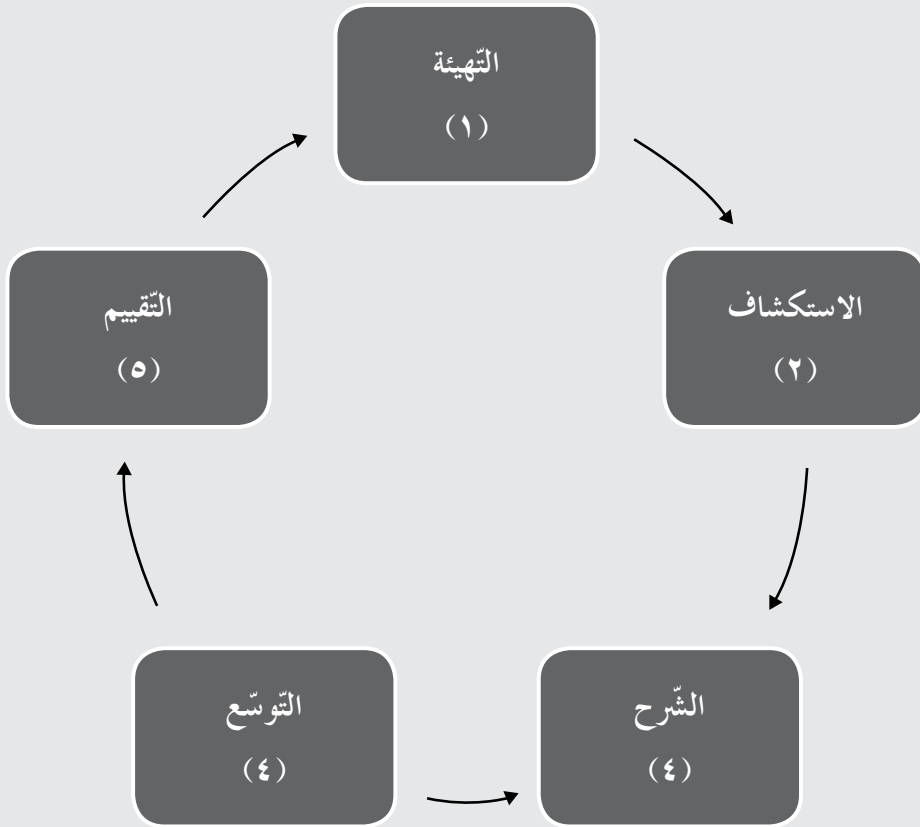 التّهيئة
(١)
الاستكشاف
(٢)
الشّرح
(٤)
التّوسّع
(٤)
التّقييم
(٥)